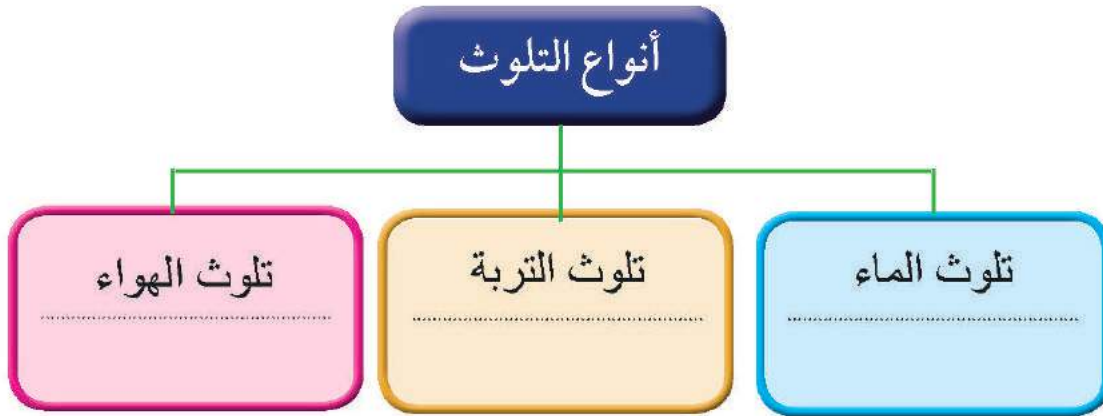 أنواع التلوث
تلوث الماء
تلوث التربة
تلوث الهواء